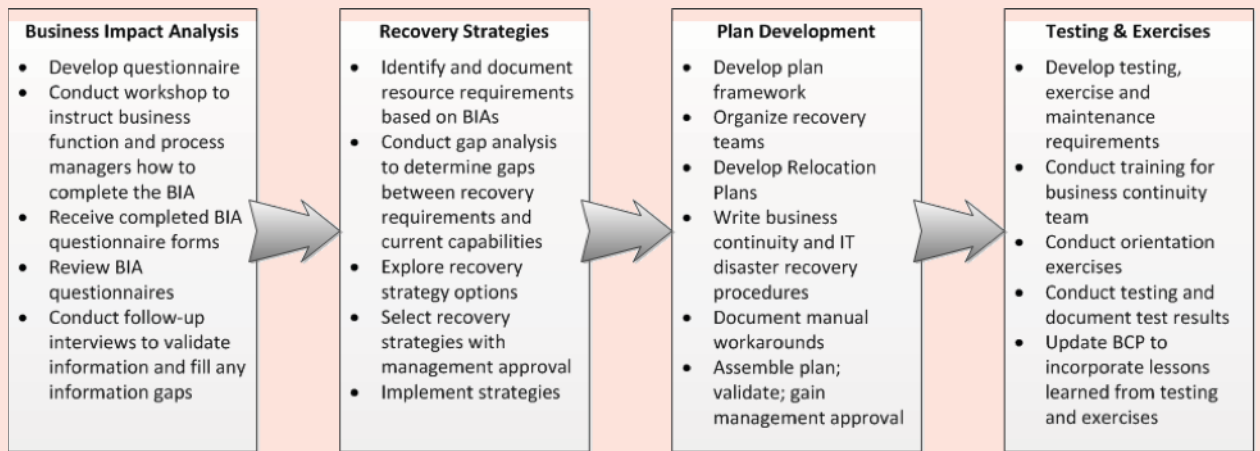 Business Impact Analysis
• Develop questionnaire
• Conduct workshop to
instruct business
function and process
managers how to
complete the BIA
• Receive completed BIA
questionnaire forms
• Review BIA
questionnaires
• Conduct follow-up
interviews to validate
information and fill any
information gaps
Recovery Strategies
• Identify and document
resource requirements
based on BIAs
• Conduct gap analysis
to determine gaps
between recovery
requirements and
current capabilities
• Explore recovery
strategy options
• Select recovery
strategies with
management approval
• Implement strategies
Plan Development
• Develop plan
framework
• Organize recovery
teams
• Develop Relocation
Plans
• Write business
continuity and IT
disaster recovery
procedures
• Document manual
workarounds
• Assemble plan;
validate; gain
management approval
Testing & Exercises
• Develop testing,
exercise and
maintenance
requirements
• Conduct training for
business continuity
team
• Conduct orientation
exercises
• Conduct testing and
document test results
• Update BCP to
incorporate lessons
learned from testing
and exercises